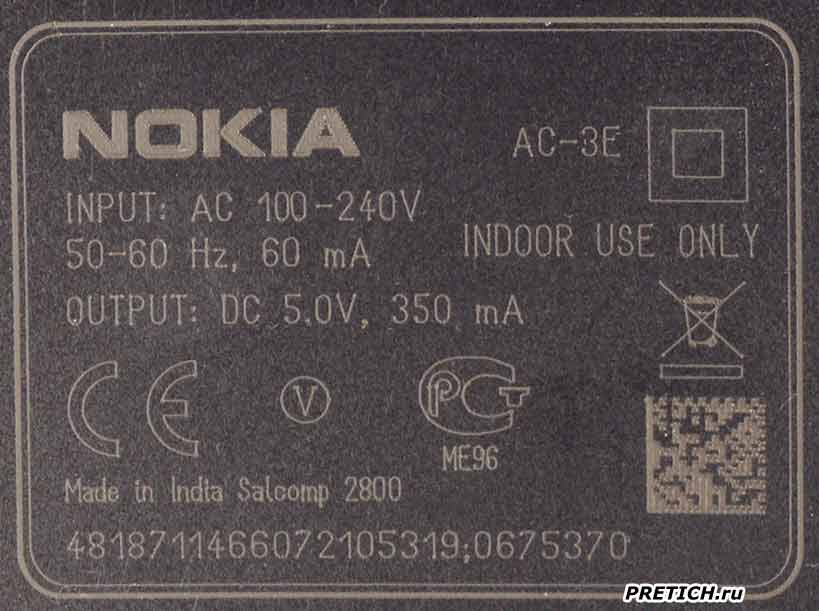 NOKIA AC-3E
INPUT: AC 100-240V
50-60 Hz, 60 mA INDOOR USE ONLY
OUTPUT: DC 5.0V, 350 mA
CE V PCT
ME96
Made in India Salcomp 2800
4818711466072105319;0675370
PRETICH.ru